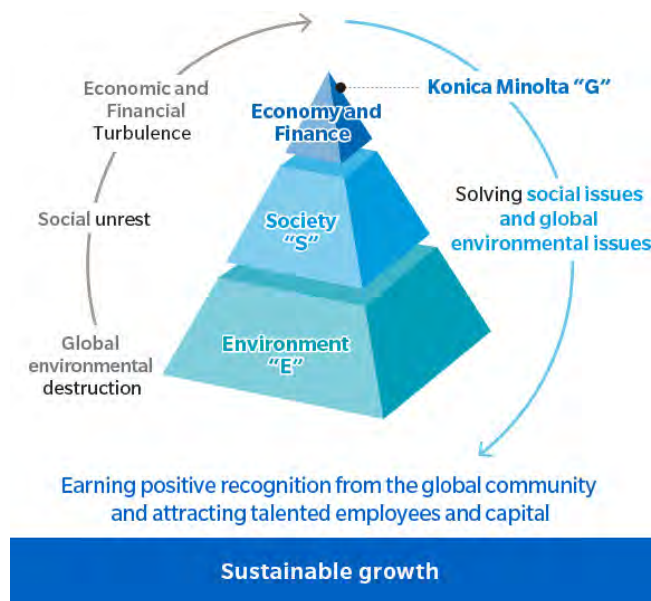 Economic and
Financial
Turbulence
Social unrest
Global
environmental
destruction
Economy and
Finance
Society
"S"
Environment
"E"
Konica Minolta "G"
Solving social issues
and global
environmental issues
Earning positive recognition from the global community
and attracting talented employees and capital
Sustainable growth